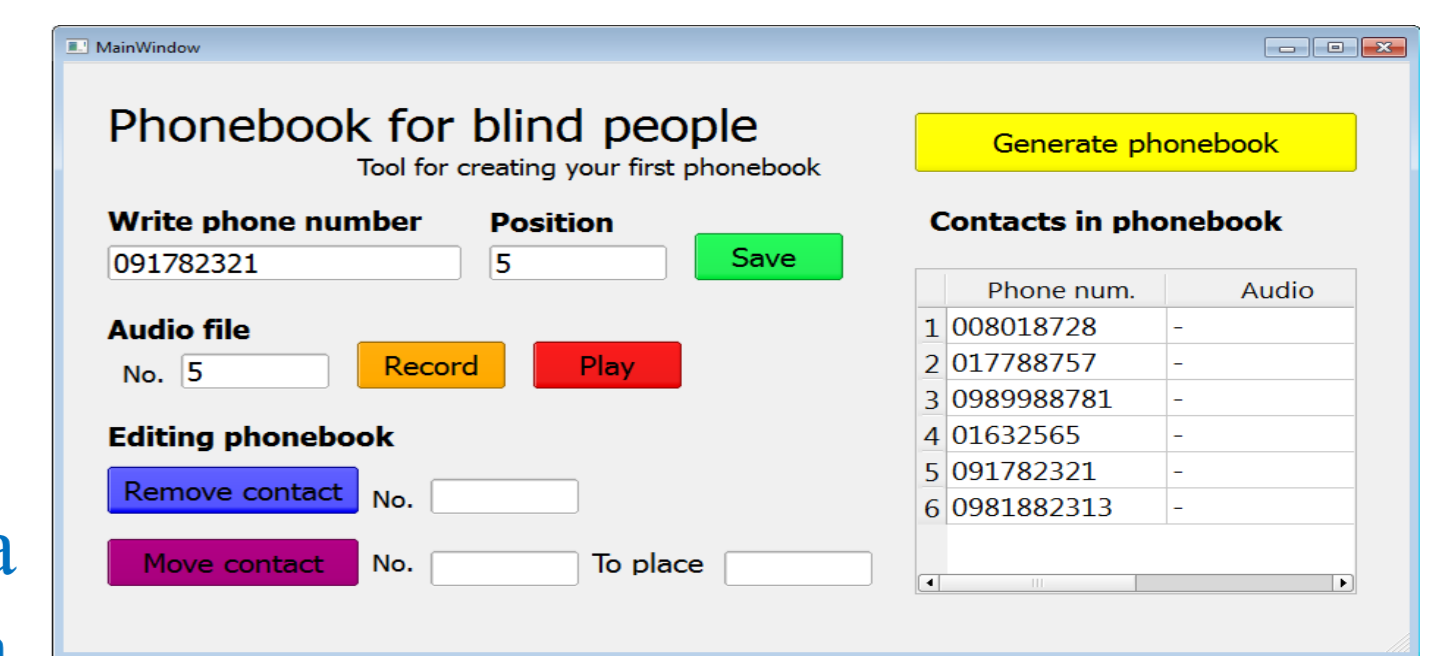 MainWindow
Phonebook for blind people
Tool for creating your first phonebook
Generate phonebook
Write phone number
Position
091782321
5
Save
Audio file
No. 5
Record
Play
Editing phonebook
Remove contact
No.
Move contact
No.
To place
Contacts in phonebook
Phone num. Audio
1 008018728 -
2 017788757 -
3 0989988781 -
4 01632565 -
5 091782321 -
6 0981882313 -
a